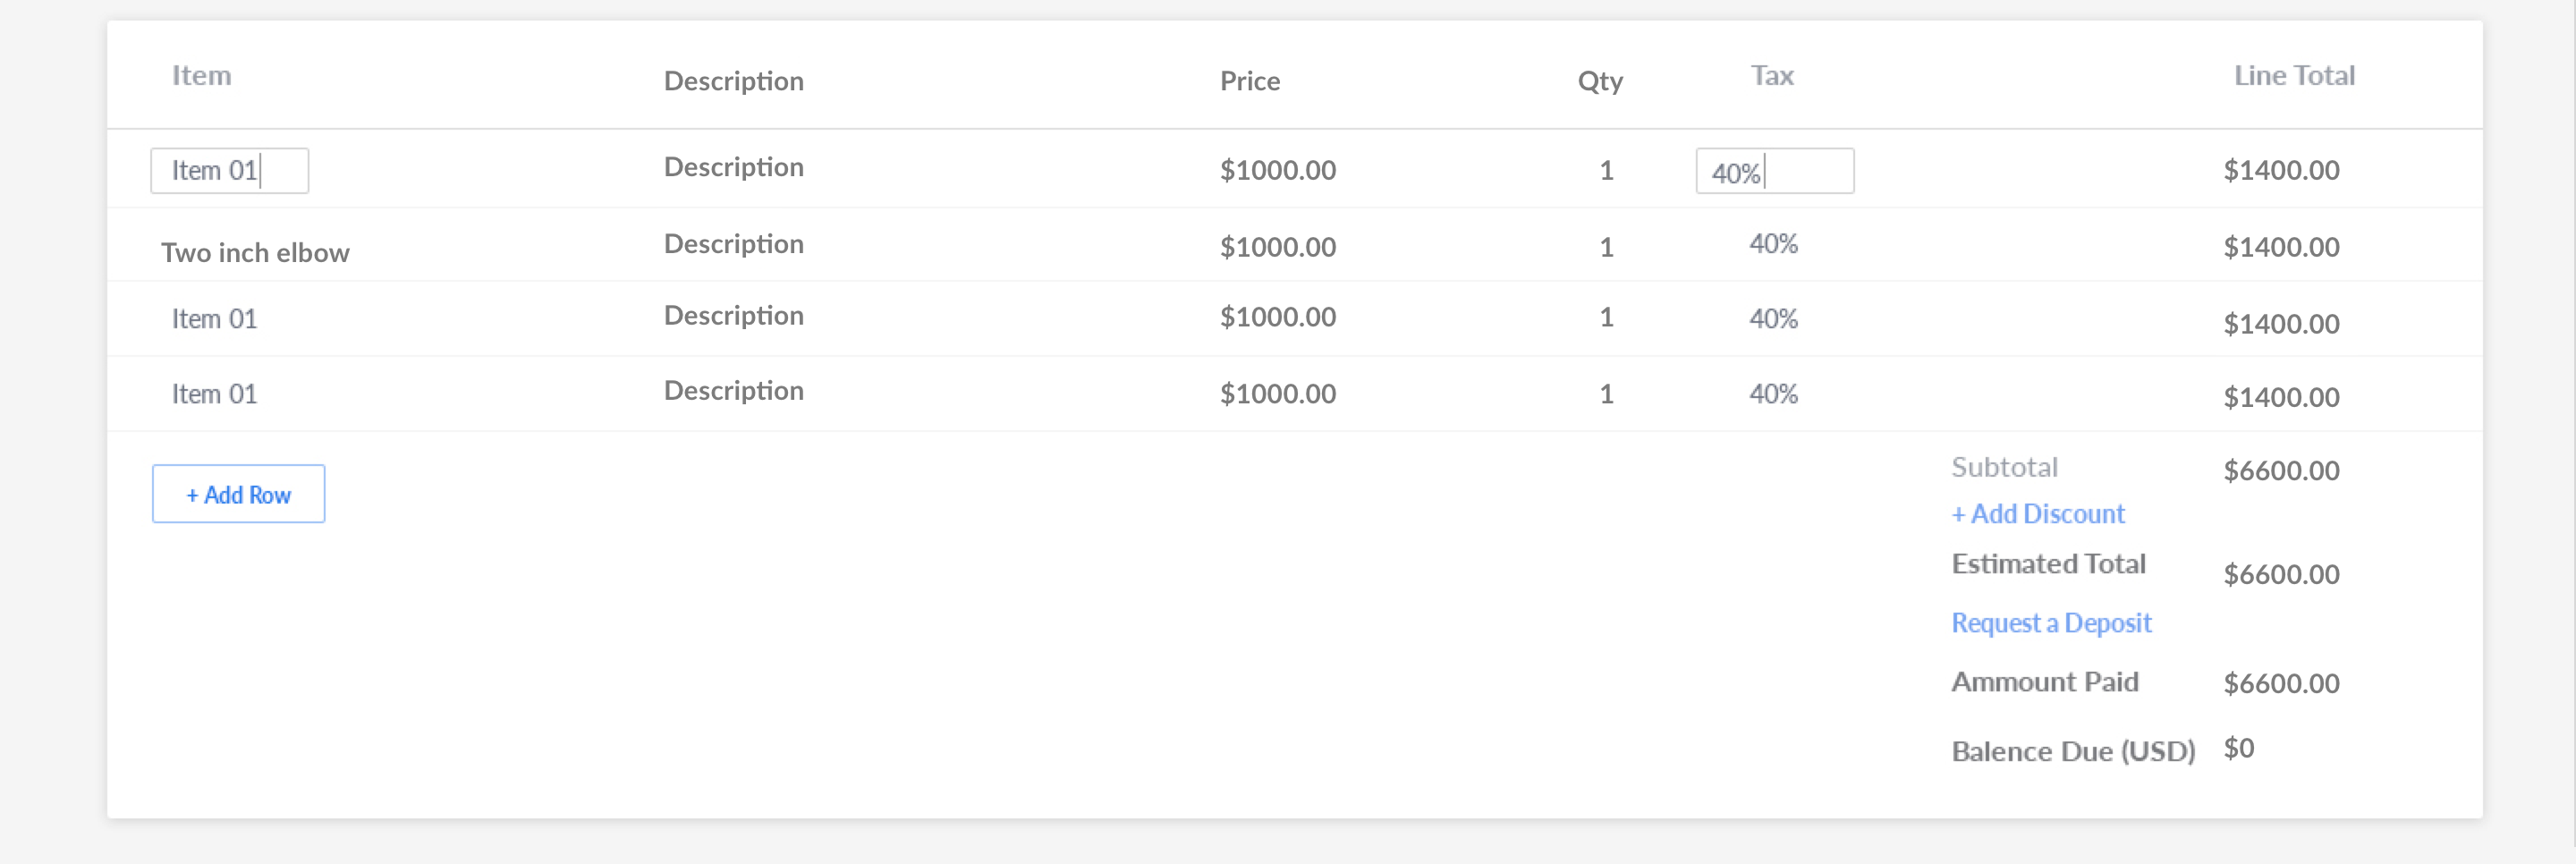 Item Description Price Qty Tax Line Total
Item 01 Description $1000.00 1 40% $1400.00
Two inch elbow Description $1000.00 1 40% $1400.00
Item 01 Description $1000.00 1 40% $1400.00
Item 01 Description $1000.00 1 40% $1400.00
+ Add Row
Subtotal $6600.00
+ Add Discount
Estimated Total $6600.00
Request a Deposit
Ammount Paid $6600.00
Balence Due (USD) $0